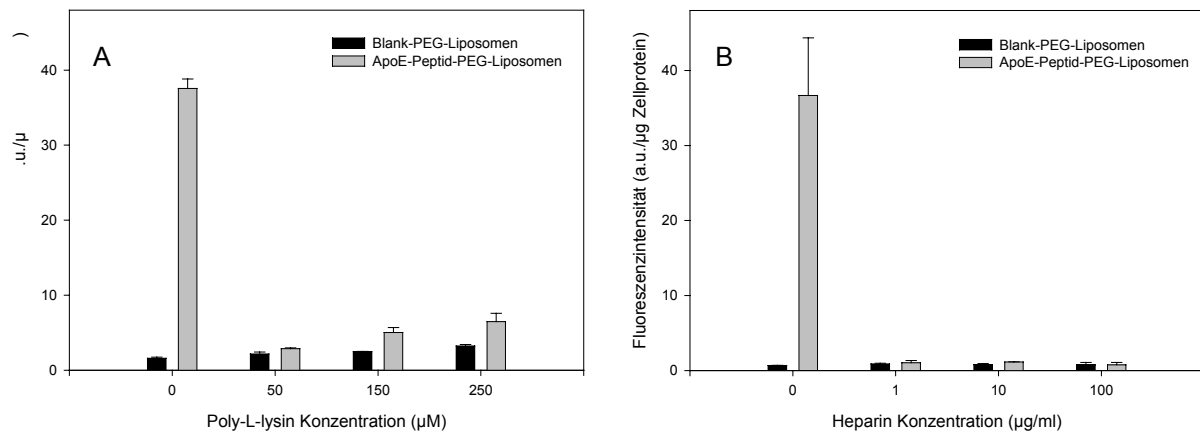 A
Blank-PEG-Liposomen
ApoE-Peptid-PEG-Liposomen
40
30
20
10
0
.u./µ
)
0 50 150 250
Poly-L-lysin Konzentration (µM)
B
Blank-PEG-Liposomen
ApoE-Peptid-PEG-Liposomen
40
30
20
10
0
Fluoreszenzintensität (a.u./µg Zellprotein)
0 1 10 100
Heparin Konzentration (µg/ml)